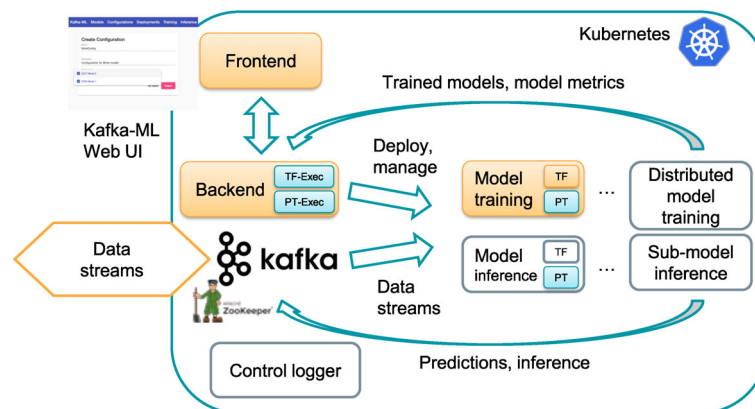 Kafka-ML Models Configurations Deployments Training Inference
Create Configuration
Kubernetes
Frontend
Trained models, model metrics
Kafka-ML
Web UI
Deploy,
manage
Backend
TF-Exec
PT-Exec
Model
training
TF
PT
...
Distributed
model
training
Data
streams
kafka
Model
inference
TF
PT
...
Sub-model
inference
APACHE
ZooKeeper
Data
streams
Predictions, inference
Control logger